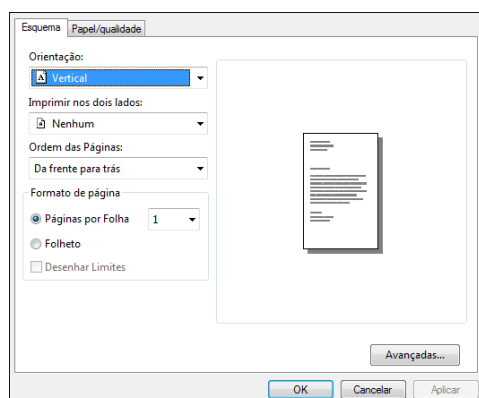 Esquema Papel/qualidade
Orientação:
Vertical
Imprimir nos dois lados:
Nenhum
Ordem das Páginas:
Da frente para trás
Formato de página
Páginas por Folha 1
Folheto
Desenhar Limites
Avançadas...
OK Cancelar Aplicar